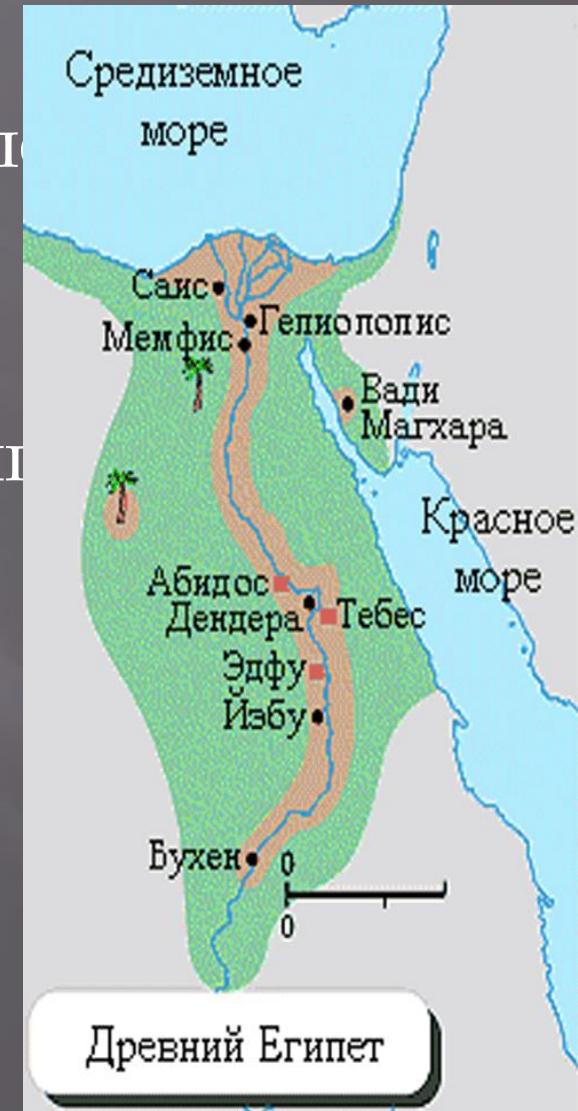 Средиземное
море
Саис
Гелиополис
Мемфис
Вади
Магхара
Красное
море
Абидос
Дендера
Тебес
Эдфу
Йэбу
Бухен
0
0
Древний Египет